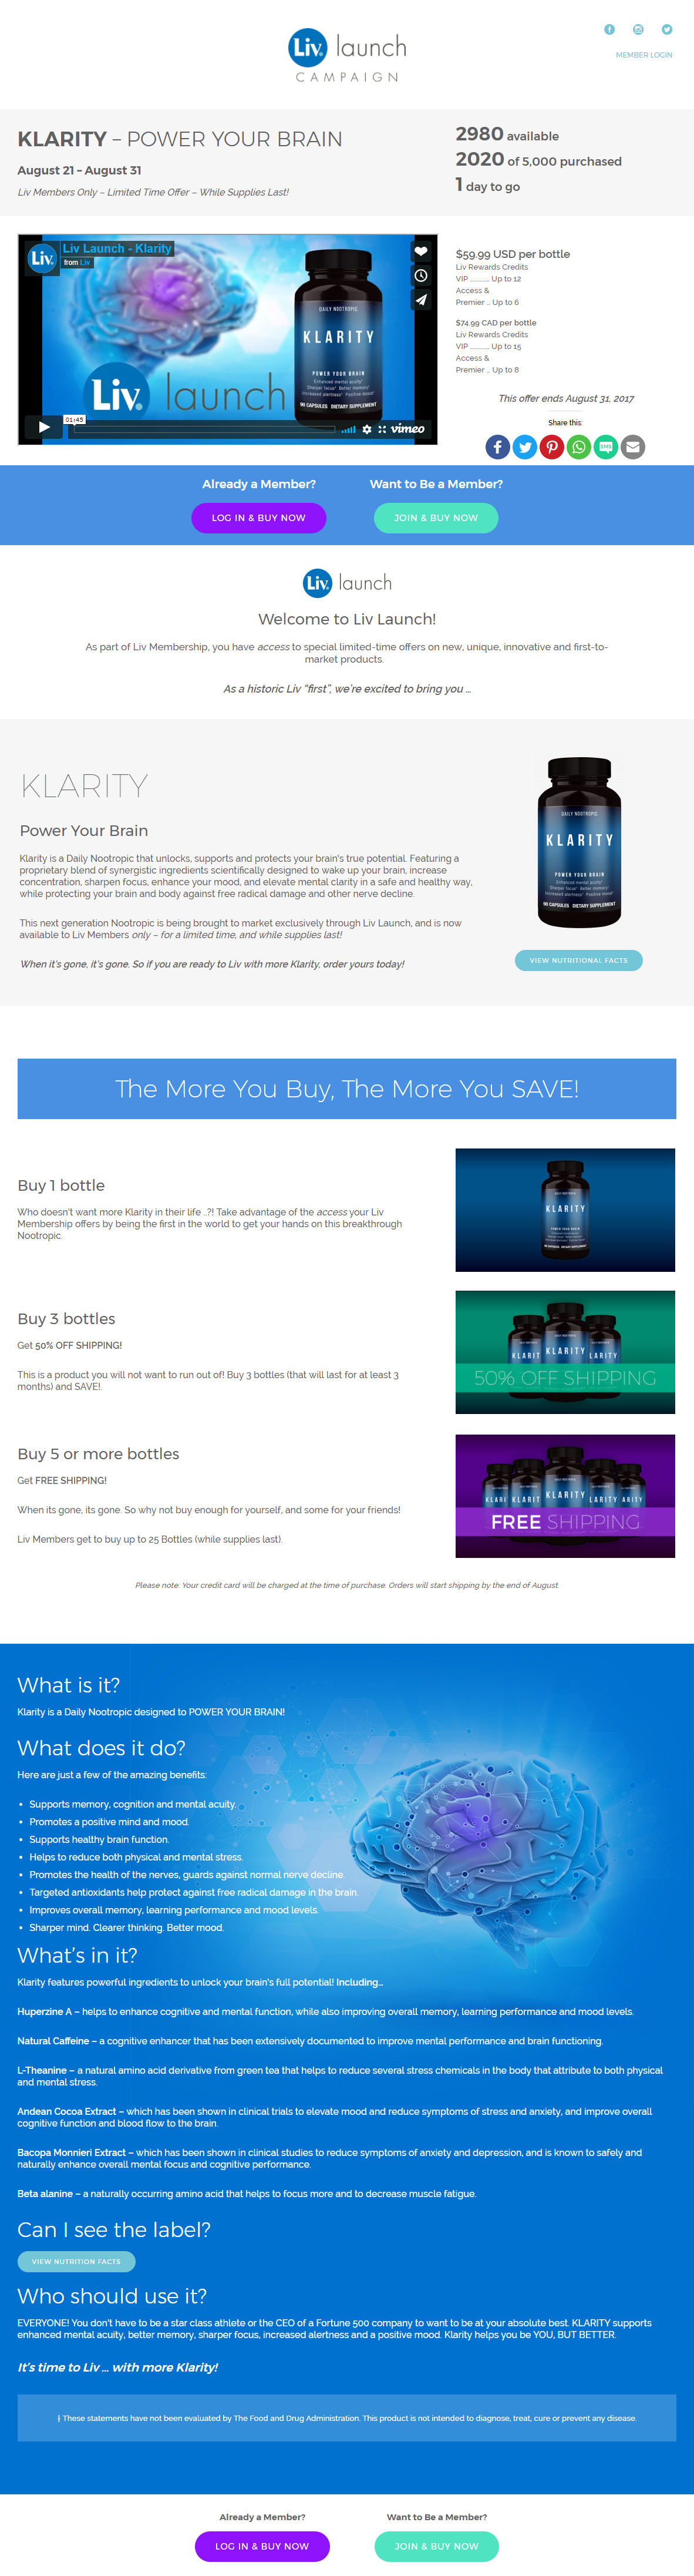 Liv. launch
CAMPAIGN
MEMBER LOGIN
KLARITY – POWER YOUR BRAIN
August 21 – August 31
Liv Members Only – Limited Time Offer – While Supplies Last!
2980 available
2020 of 5,000 purchased
1 day to go
Liv.
Liv Launch - Klarity
from Liv
DAILY NOOTROPIC
KLARITY
POWER YOUR BRAIN
Enhanced mental acuity
Sharper focus* Better memory
Increased alertness* Positive mood
90 CAPSULES DIETARY SUPPLEMENT
Liv. launch
01:45
vimeo
$59.99 USD per bottle
Liv Rewards Credits
VIP ............. Up to 12
Access &
Premier ... Up to 6
$74.99 CAD per bottle
Liv Rewards Credits
VIP ............. Up to 15
Access &
Premier ... Up to 8
This offer ends August 31, 2017
Share this:
SMS
Already a Member?
LOG IN & BUY NOW
Want to Be a Member?
JOIN & BUY NOW
Liv. launch
Welcome to Liv Launch!
As part of Liv Membership, you have access to special limited-time offers on new, unique, innovative and first-to-
market products.
As a historic Liv “first”, we’re excited to bring you ...
KLARITY
Power Your Brain
Klarity is a Daily Nootropic that unlocks, supports and protects your brain’s true potential. Featuring a
proprietary blend of synergistic ingredients scientifically designed to wake up your brain, increase
concentration, sharpen focus, enhance your mood, and elevate mental clarity in a safe and healthy way,
while protecting your brain and body against free radical damage and other nerve decline.
This next generation Nootropic is being brought to market exclusively through Liv Launch, and is now
available to Liv Members only – for a limited time, and while supplies last!
When it’s gone, it’s gone. So if you are ready to Liv with more Klarity, order yours today!
DAILY NOOTROPIC
KLARITY
POWER YOUR BRAIN
Enhanced mental acuity
Sharper focus* Better memory
Increased alertness* Positive mood
90 CAPSULES DIETARY SUPPLEMENT
VIEW NUTRITIONAL FACTS
The More You Buy, The More You SAVE!
Buy 1 bottle
Who doesn’t want more Klarity in their life ..?! Take advantage of the access your Liv
Membership offers by being the first in the world to get your hands on this breakthrough
Nootropic.
KLARITY
POWER YOUR BRAIN
Buy 3 bottles
Get 50% OFF SHIPPING!
This is a product you will not want to run out of! Buy 3 bottles (that will last for at least 3
months) and SAVE!.
KLARITY
50% OFF SHIPPING
Buy 5 or more bottles
Get FREE SHIPPING!
When its gone, its gone. So why not buy enough for yourself, and some for your friends!
Liv Members get to buy up to 25 Bottles (while supplies last).
KLARITY
FREE SHIPPING
Please note: Your credit card will be charged at the time of purchase. Orders will start shipping by the end of August.
What is it?
Klarity is a Daily Nootropic designed to POWER YOUR BRAIN!
What does it do?
Here are just a few of the amazing benefits:
• Supports memory, cognition and mental acuity.
• Promotes a positive mind and mood.
• Supports healthy brain function.
• Helps to reduce both physical and mental stress.
• Promotes the health of the nerves, guards against normal nerve decline.
• Targeted antioxidants help protect against free radical damage in the brain.
• Improves overall memory, learning performance and mood levels.
• Sharper mind. Clearer thinking. Better mood.
What’s in it?
Klarity features powerful ingredients to unlock your brain’s full potential! Including...
Huperzine A – helps to enhance cognitive and mental function, while also improving overall memory, learning performance and mood levels.
Natural Caffeine – a cognitive enhancer that has been extensively documented to improve mental performance and brain functioning.
L-Theanine – a natural amino acid derivative from green tea that helps to reduce several stress chemicals in the body that attribute to both physical
and mental stress.
Andean Cocoa Extract – which has been shown in clinical trials to elevate mood and reduce symptoms of stress and anxiety, and improve overall
cognitive function and blood flow to the brain.
Bacopa Monnieri Extract – which has been shown in clinical studies to reduce symptoms of anxiety and depression, and is known to safely and
naturally enhance overall mental focus and cognitive performance.
Beta alanine – a naturally occurring amino acid that helps to focus more and to decrease muscle fatigue.
Can I see the label?
VIEW NUTRITION FACTS
Who should use it?
EVERYONE! You don’t have to be a star class athlete or the CEO of a Fortune 500 company to want to be at your absolute best. KLARITY supports
enhanced mental acuity, better memory, sharper focus, increased alertness and a positive mood. Klarity helps you be YOU, BUT BETTER.
It’s time to Liv ... with more Klarity!
ǂ These statements have not been evaluated by The Food and Drug Administration. This product is not intended to diagnose, treat, cure or prevent any disease.
Already a Member?
LOG IN & BUY NOW
Want to Be a Member?
JOIN & BUY NOW